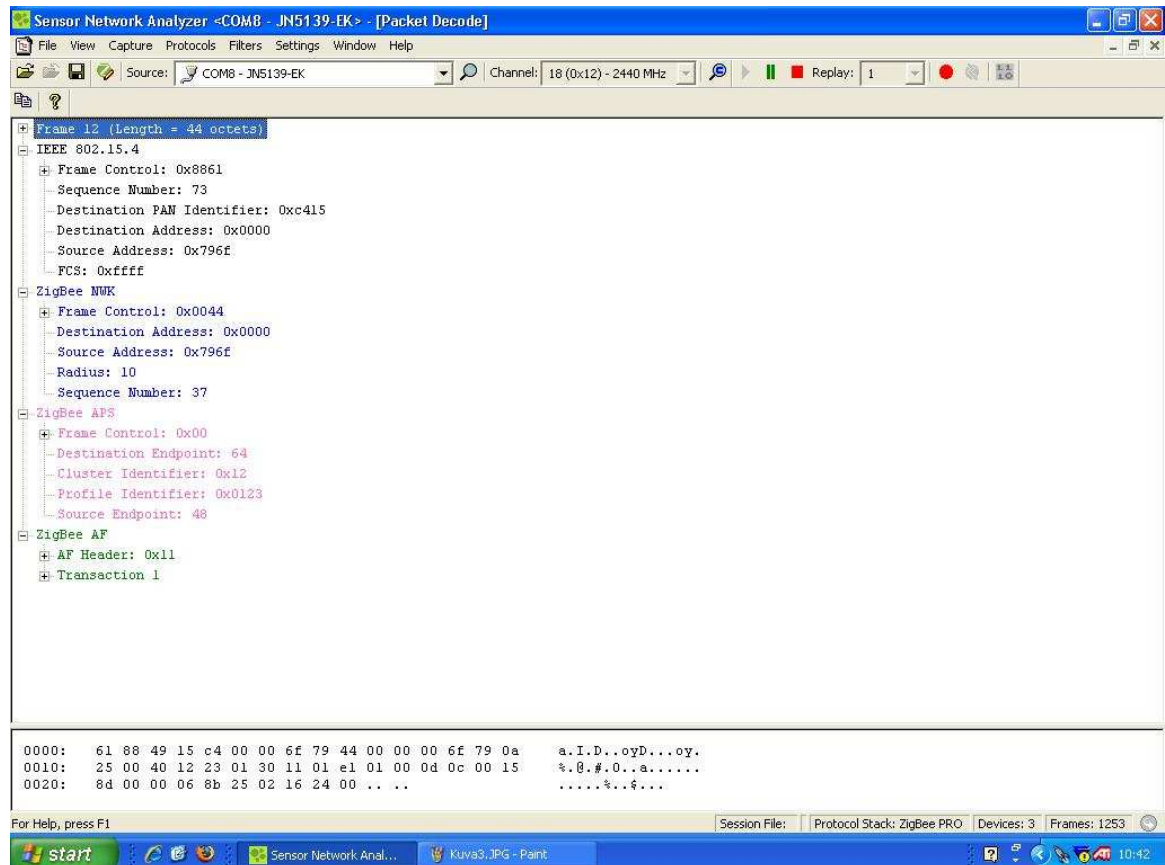 Sensor Network Analyzer <COM8 - JN5139-EK> - [Packet Decode]
File View Capture Protocols Filters Settings Window Help
Source: COM8 - JN5139-EK Channel: 18 (0x12) - 2440 MHz Replay: 1
Frame 12 (Length = 44 octets)
IEEE 802.15.4
Frame Control: 0x8861
Sequence Number: 73
Destination PAN Identifier: 0xc415
Destination Address: 0x0000
Source Address: 0x796f
FCS: 0xffff
ZigBee NWK
Frame Control: 0x0044
Destination Address: 0x0000
Source Address: 0x796f
Radius: 10
Sequence Number: 37
ZigBee APS
Frame Control: 0x00
Destination Endpoint: 64
Cluster Identifier: 0x12
Profile Identifier: 0x0123
Source Endpoint: 48
ZigBee AF
AF Header: 0x11
Transaction 1
0000: 61 88 49 15 c4 00 00 6f 79 44 00 00 00 6f 79 0a a.I.D..oyD...oy.
0010: 25 00 40 12 23 01 30 11 01 e1 01 00 0d 0c 00 15 %.@.#.0..a......
0020: 8d 00 00 06 8b 25 02 16 24 00 .. .. .....%..$...
For Help, press F1 Session File: Protocol Stack: ZigBee PRO Devices: 3 Frames: 1253
start Sensor Network Anal... Kuva3.JPG - Paint ATI 10:42